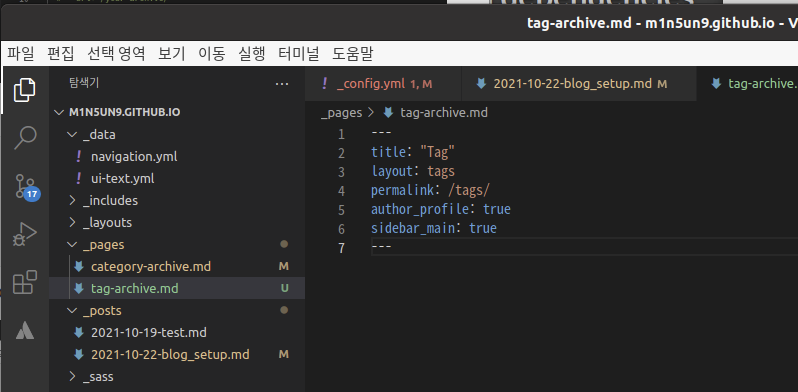 tag-archive.md - m1n5un9.github.io - V
파일 편집 선택 영역 보기 이동 실행 터미널 도움말
탐색기 ···
! _config.yml 1, M
2021-10-22-blog_setup.md M
tag-archive.
M1N5UN9.GITHUB.IO
_data
! navigation.yml
! ui-text.yml
_includes
_layouts
_pages
category-archive.md M
tag-archive.md U
_posts
2021-10-19-test.md
2021-10-22-blog_setup.md M
_sass
17
_pages > tag-archive.md
1 ---
2 title: "Tag"
3 layout: tags
4 permalink: /tags/
5 author_profile: true
6 sidebar_main: true
7 ---